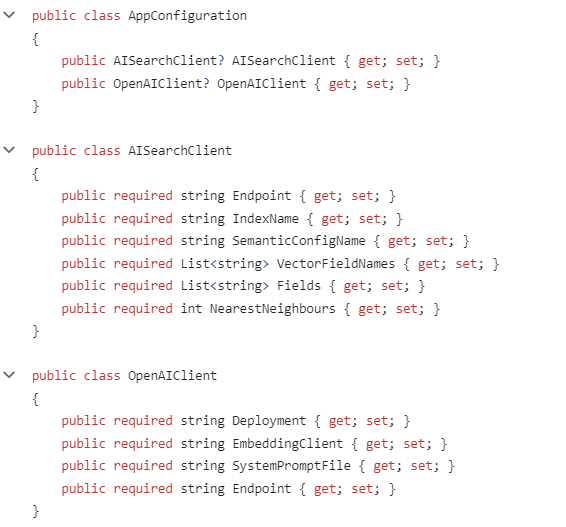 public class AppConfiguration
{
public AISearchClient? AISearchClient { get; set; }
public OpenAIClient? OpenAIClient { get; set; }
}
public class AISearchClient
{
public required string Endpoint { get; set; }
public required string IndexName { get; set; }
public required string SemanticConfigName { get; set; }
public required List<string> VectorFieldNames { get; set; }
public required List<string> Fields { get; set; }
public required int NearestNeighbours { get; set; }
}
public class OpenAIClient
{
public required string Deployment { get; set; }
public required string EmbeddingClient { get; set; }
public required string SystemPromptFile { get; set; }
public required string Endpoint { get; set; }
}